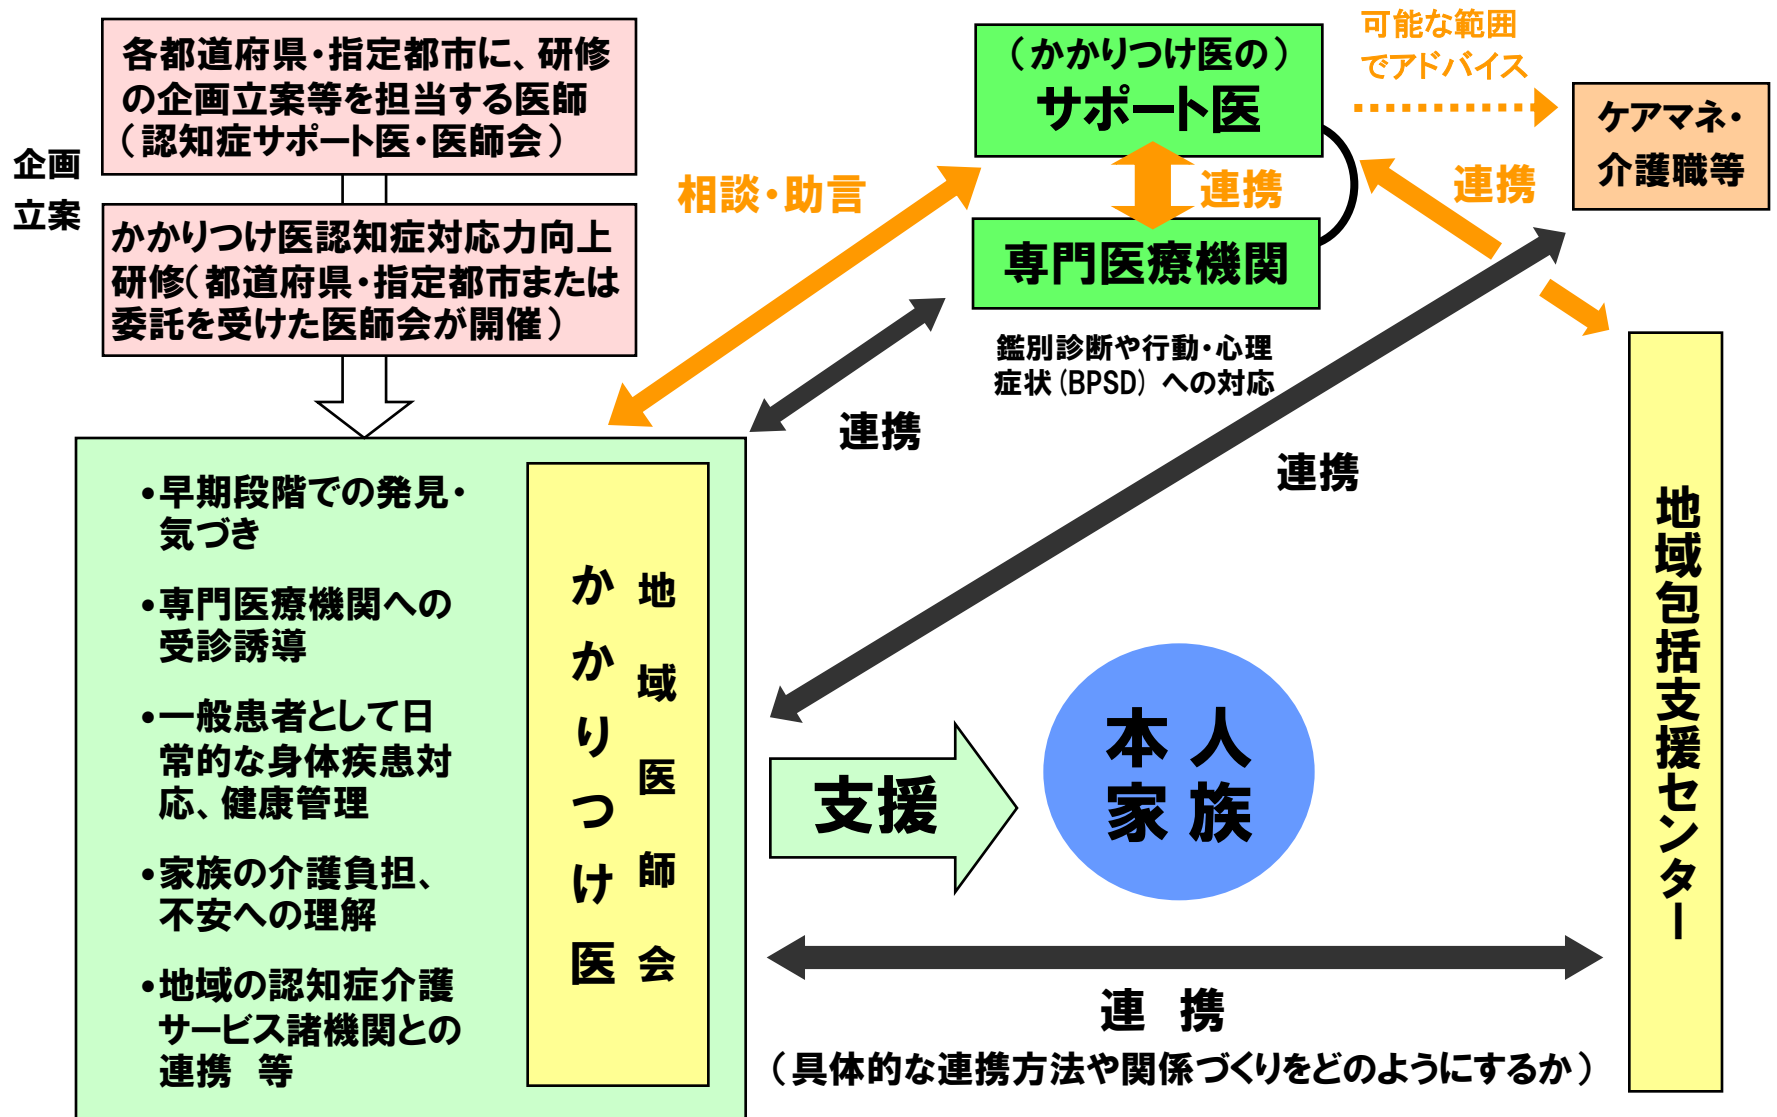 各都道府県・指定都市に、研修
の企画立案等を担当する医師
（認知症サポート医・医師会）
企画
立案
かかりつけ医認知症対応力向上
研修（都道府県・指定都市または
委託を受けた医師会が開催）
（かかりつけ医の）
サポート医
可能な範囲
でアドバイス
ケアマネ・
介護職等
相談・助言
連携
連携
専門医療機関
鑑別診断や行動・心理
症状（BPSD）への対応
連携
連携
・早期段階での発見・
気づき
・専門医療機関への
受診誘導
・一般患者として日
常的な身体疾患対
応、健康管理
・家族の介護負担、
不安への理解
・地域の認知症介護
サービス諸機関との
連携　等
かかりつけ医
地域医師会
支援
本人
家族
地域包括支援センター
連　携
（具体的な連携方法や関係づくりをどのようにするか）